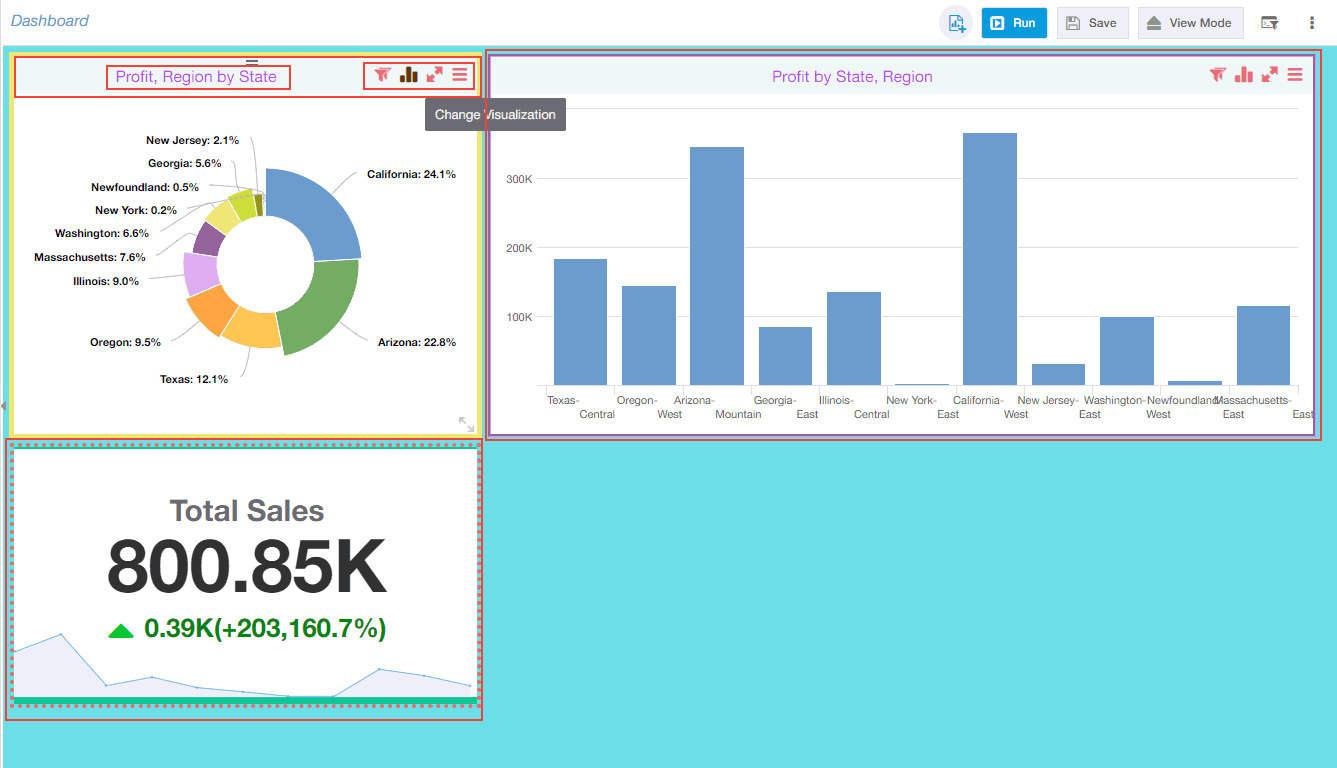 Dashboard
Run
Save
View Mode
Profit, Region by State
Change Visualization
New Jersey: 2.1%
Georgia: 5.6%
California: 24.1%
Newfoundland: 0.5%
New York: 0.2%
Washington: 6.6%
Massachusetts: 7.6%
Illinois: 9.0%
Oregon: 9.5%
Arizona: 22.8%
Texas: 12.1%
Profit by State, Region
300K
200K
100K
Texas-
Central
Oregon-
West
Arizona-
Mountain
Georgia-
East
Illinois-
Central
New York-
East
California-
West
New Jersey-
East
Washington-
West
Newfoundland-
East
Massachusetts-
East
Total Sales
800.85K
0.39K(+203,160.7%)